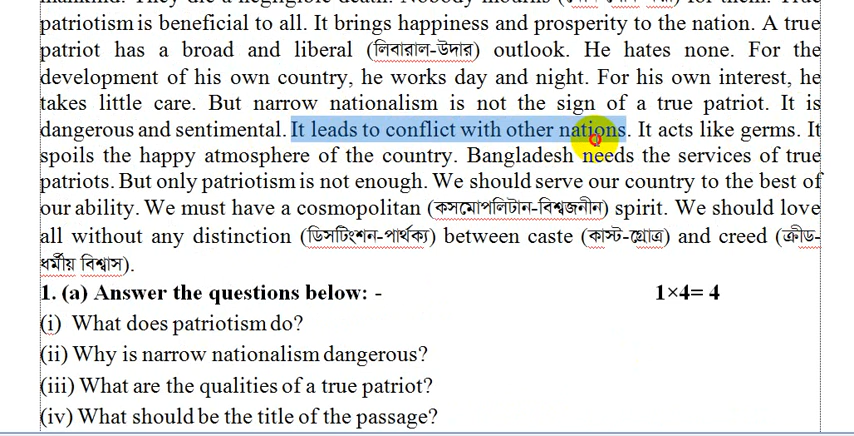 patriotism is beneficial to all. It brings happiness and prosperity to the nation. A true
patriot has a broad and liberal (লিবারাল-উদার) outlook. He hates none. For the
development of his own country, he works day and night. For his own interest, he
takes little care. But narrow nationalism is not the sign of a true patriot. It is
dangerous and sentimental. It leads to conflict with other nations. It acts like germs. It
spoils the happy atmosphere of the country. Bangladesh needs the services of true
patriots. But only patriotism is not enough. We should serve our country to the best of
our ability. We must have a cosmopolitan (কসমোপলিটান-বিশ্বজনীন) spirit. We should love
all without any distinction (ডিসটিংশন-পার্থক্য) between caste (কাস্ট-গ্রোত্র) and creed (ক্রীড-
ধর্মীয় বিশ্বাস).
1. (a) Answer the questions below: - 1×4= 4
(i) What does patriotism do?
(ii) Why is narrow nationalism dangerous?
(iii) What are the qualities of a true patriot?
(iv) What should be the title of the passage?